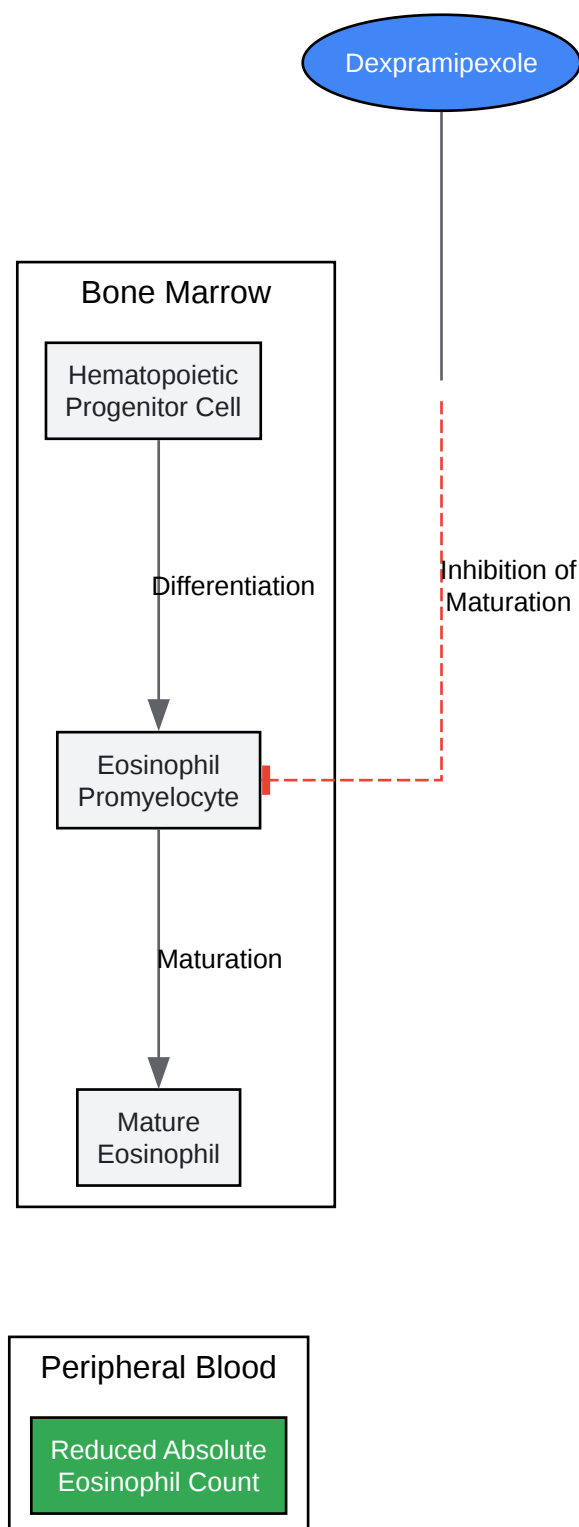 Dexpramipexole
Bone Marrow
Hematopoietic
Progenitor Cell
Differentiation
Inhibition of
Maturation
Eosinophil
Promyelocyte
Maturation
Mature
Eosinophil
Peripheral Blood
Reduced Absolute
Eosinophil Count